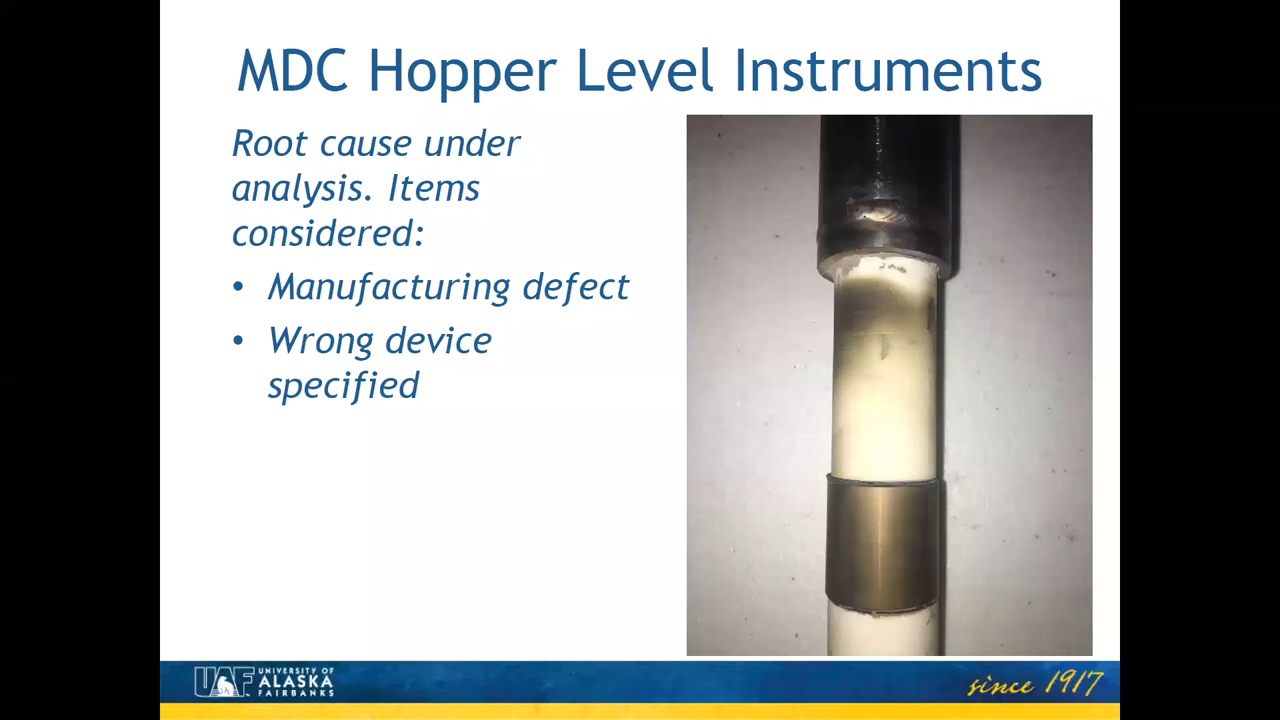 MDC Hopper Level Instruments
Root cause under
analysis. Items
considered:
• Manufacturing defect
• Wrong device
specified
UAF
UNIVERSITY OF
ALASKA
FAIRBANKS
since 1917